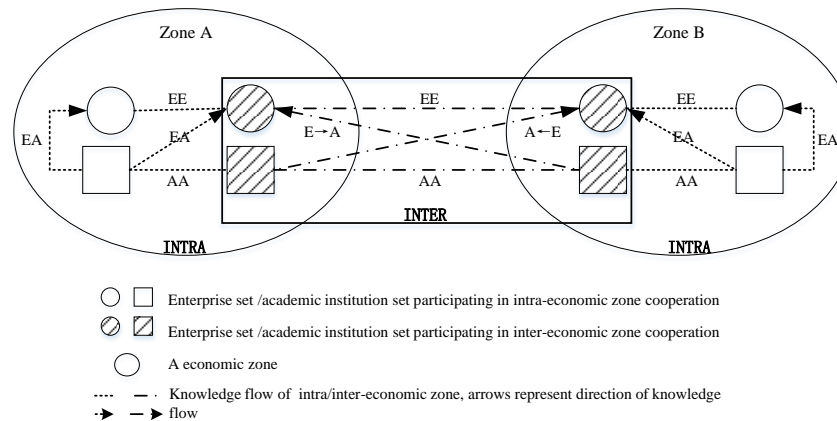 Zone A
Zone B
EE
EE
EE
EA
EA
E→A
A←E
EA
EA
AA
AA
AA
INTRA
INTER
INTRA
Enterprise set /academic institution set participating in intra-economic zone cooperation
Enterprise set /academic institution set participating in inter-economic zone cooperation
A economic zone
Knowledge flow of intra/inter-economic zone, arrows represent direction of knowledge
flow